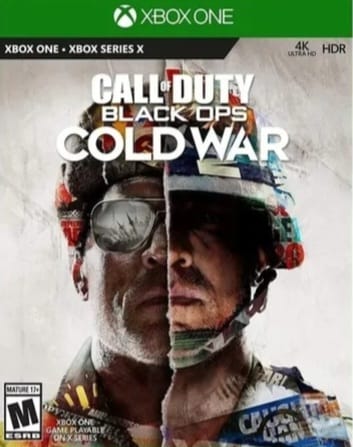 XBOX ONE
XBOX ONE • XBOX SERIES X
4K
ULTRA HD
HDR
CALL OF DUTY
BLACK OPS
COLD WAR
MATURE 17+
M
ESRB
XBOX ONE
GAME PLAYABLE
ON X SERIES